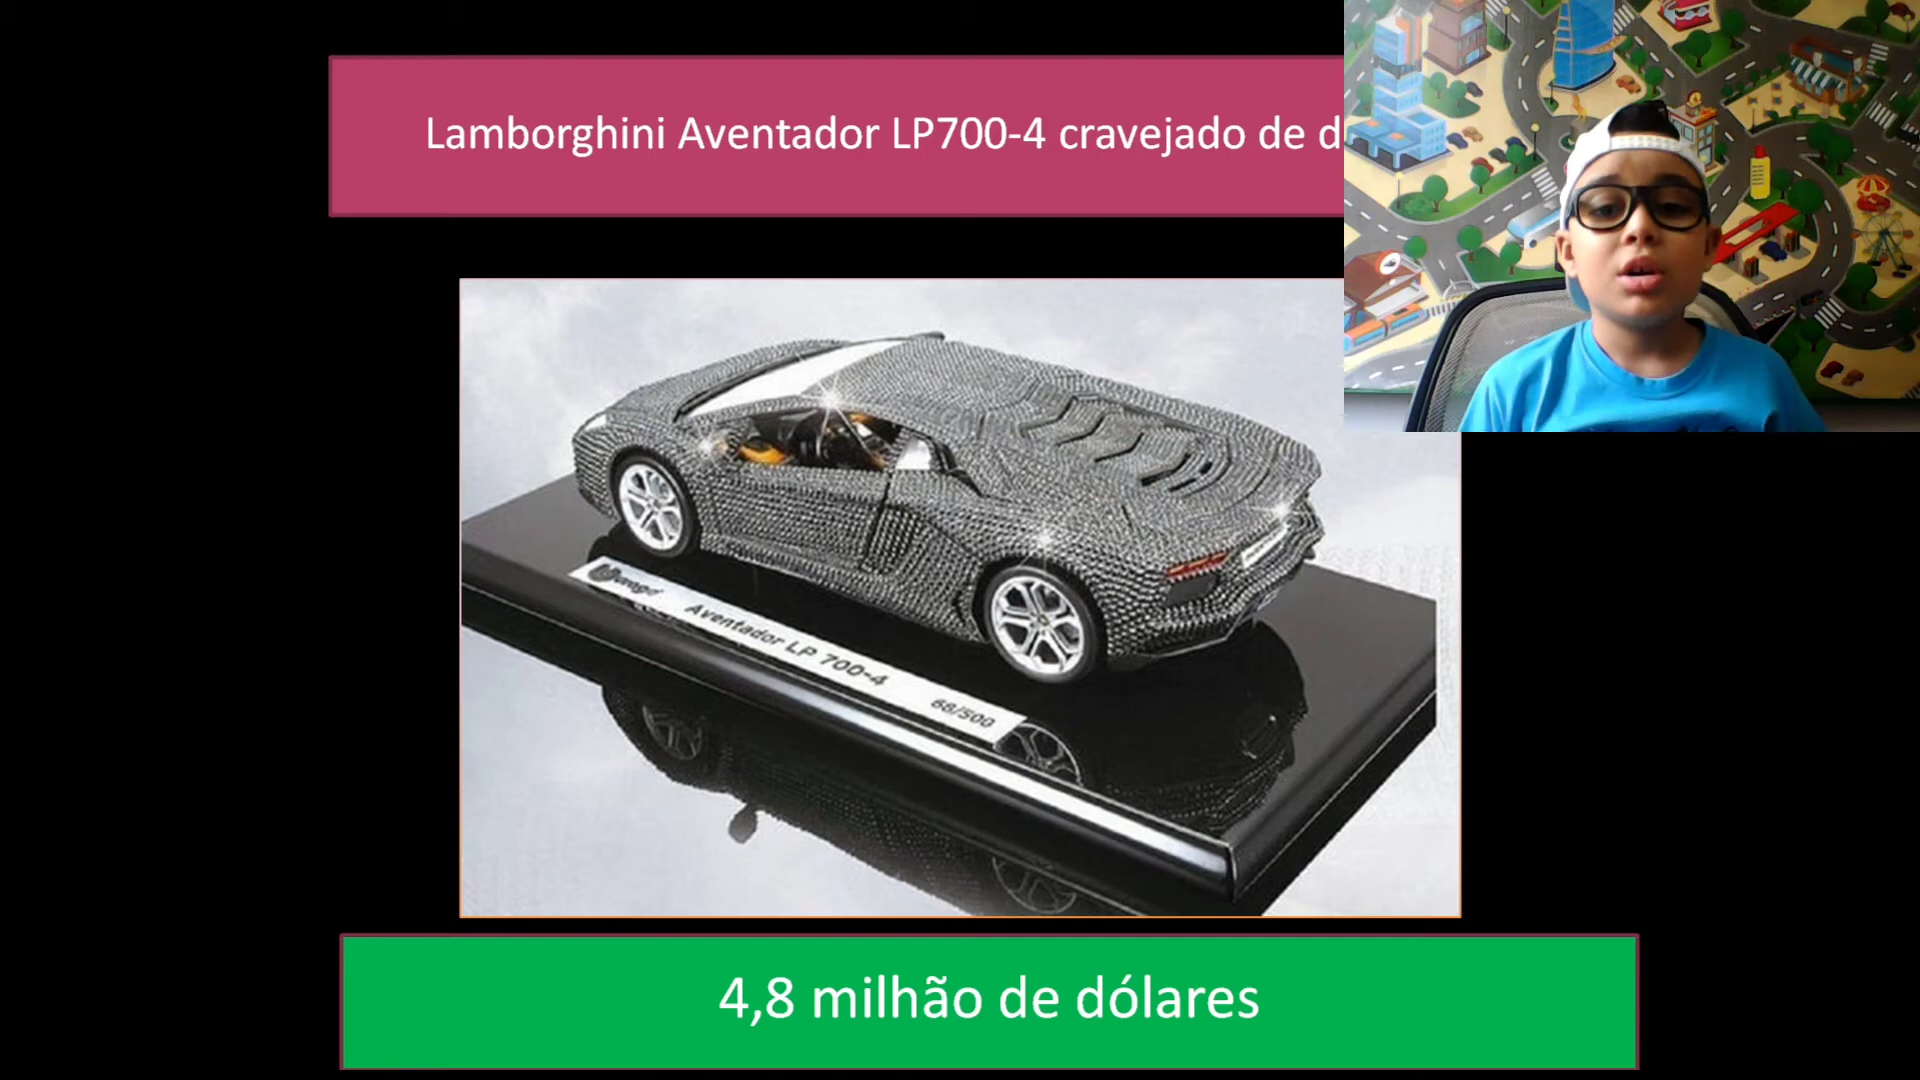 Lamborghini Aventador LP700-4 cravejado de d
Aventador LP 700-4
68/500
4,8 milhão de dólares